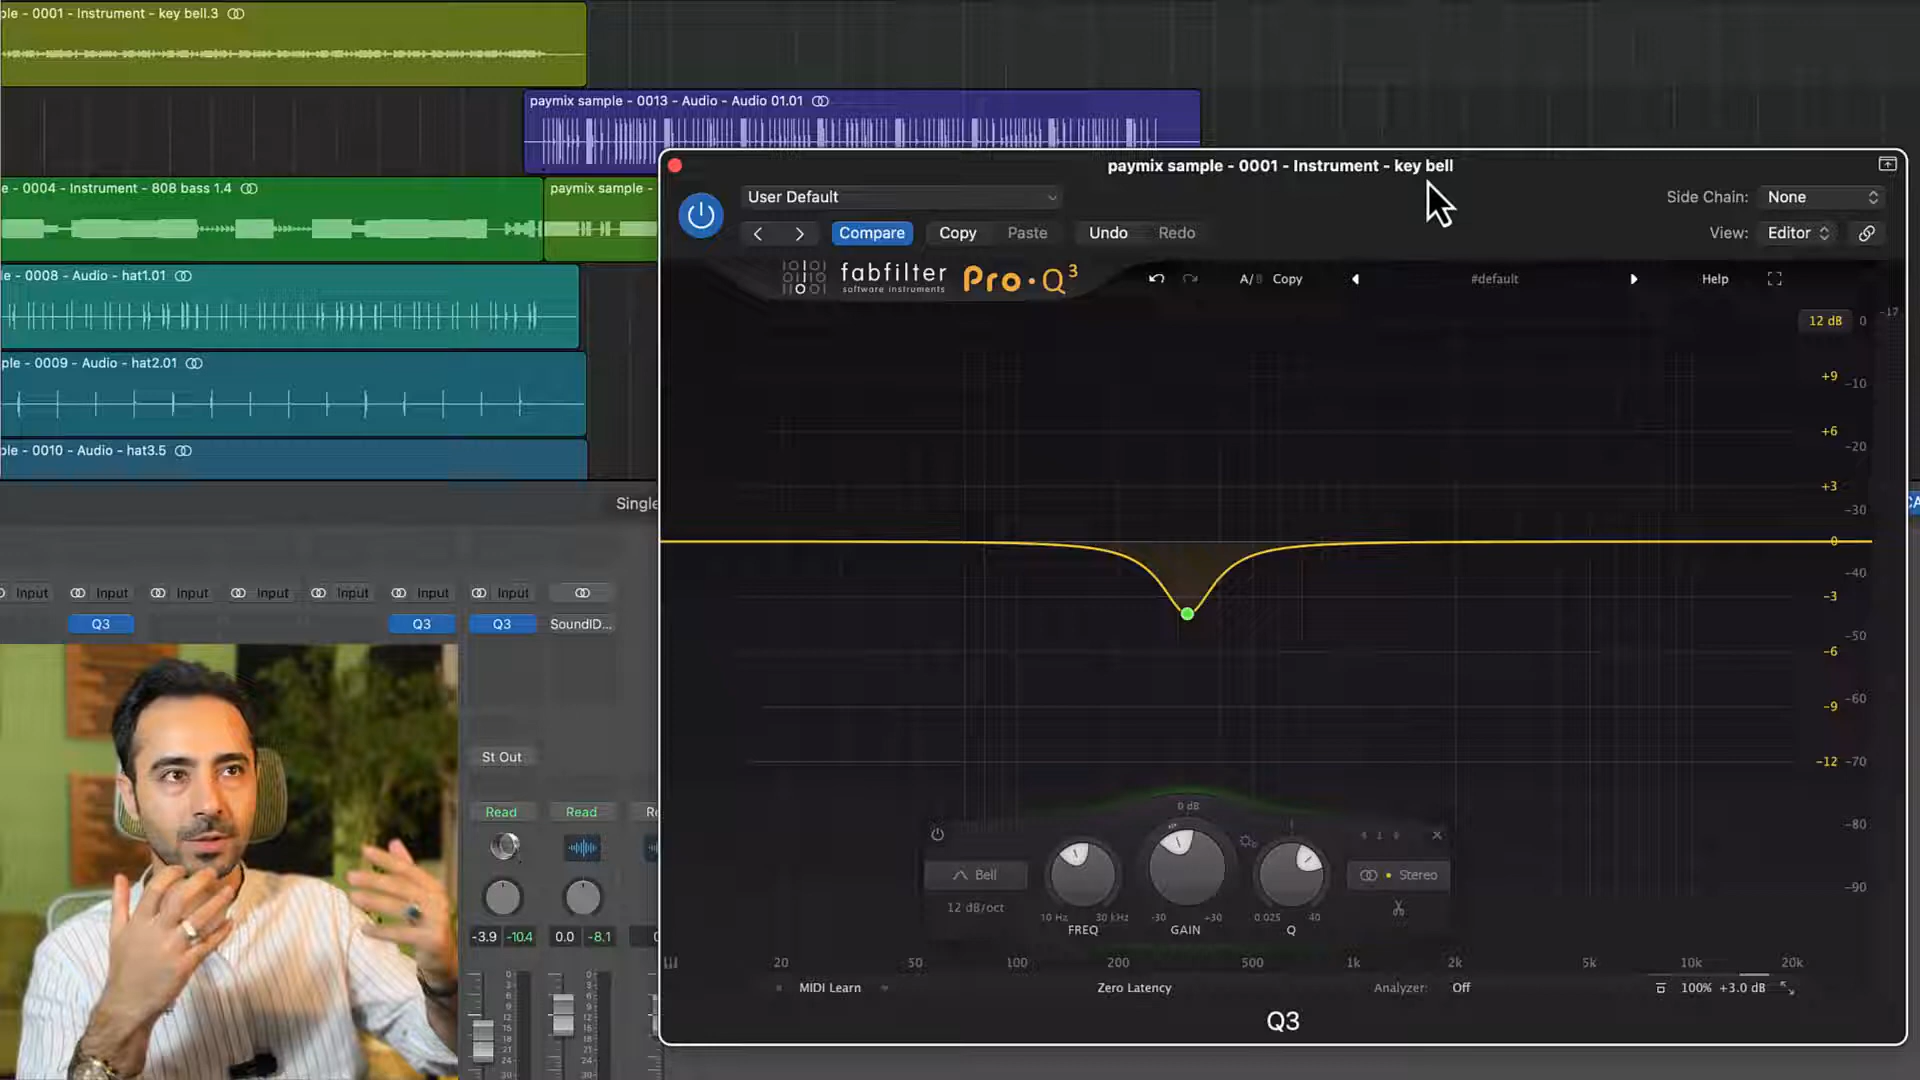 ple - 0001 - Instrument - key bell.3
paymix sample - 0013 - Audio - Audio 01.01
e - 0004 - Instrument - 808 bass 1.4
paymix sample -
e - 0008 - Audio - hat1.01
ple - 0009 - Audio - hat2.01
ple - 0010 - Audio - hat3.5
Single
Input Input Input Input Input Input Input
Q3 Q3 Q3 SoundID...
St Out
Read Read Re
-3.9 -10.4 0.0 -8.1
paymix sample - 0001 - Instrument - key bell
User Default
Side Chain: None
Compare Copy Paste Undo Redo
View: Editor
fabfilter
software instruments
Pro·Q3
A/B Copy #default Help
12 dB 0 -17
+9 -10
+6 -20
+3 -30
0 -40
-3 -50
-6 -60
-9 -70
-12 -80
-90
0 dB
Bell
Stereo
12 dB/oct
10 Hz 30 kHz -30 +30 0.025 40
FREQ GAIN Q
20 50 100 200 500 1k 2k 5k 10k 20k
MIDI Learn Zero Latency Analyzer: Off 100% +3.0 dB
Q3